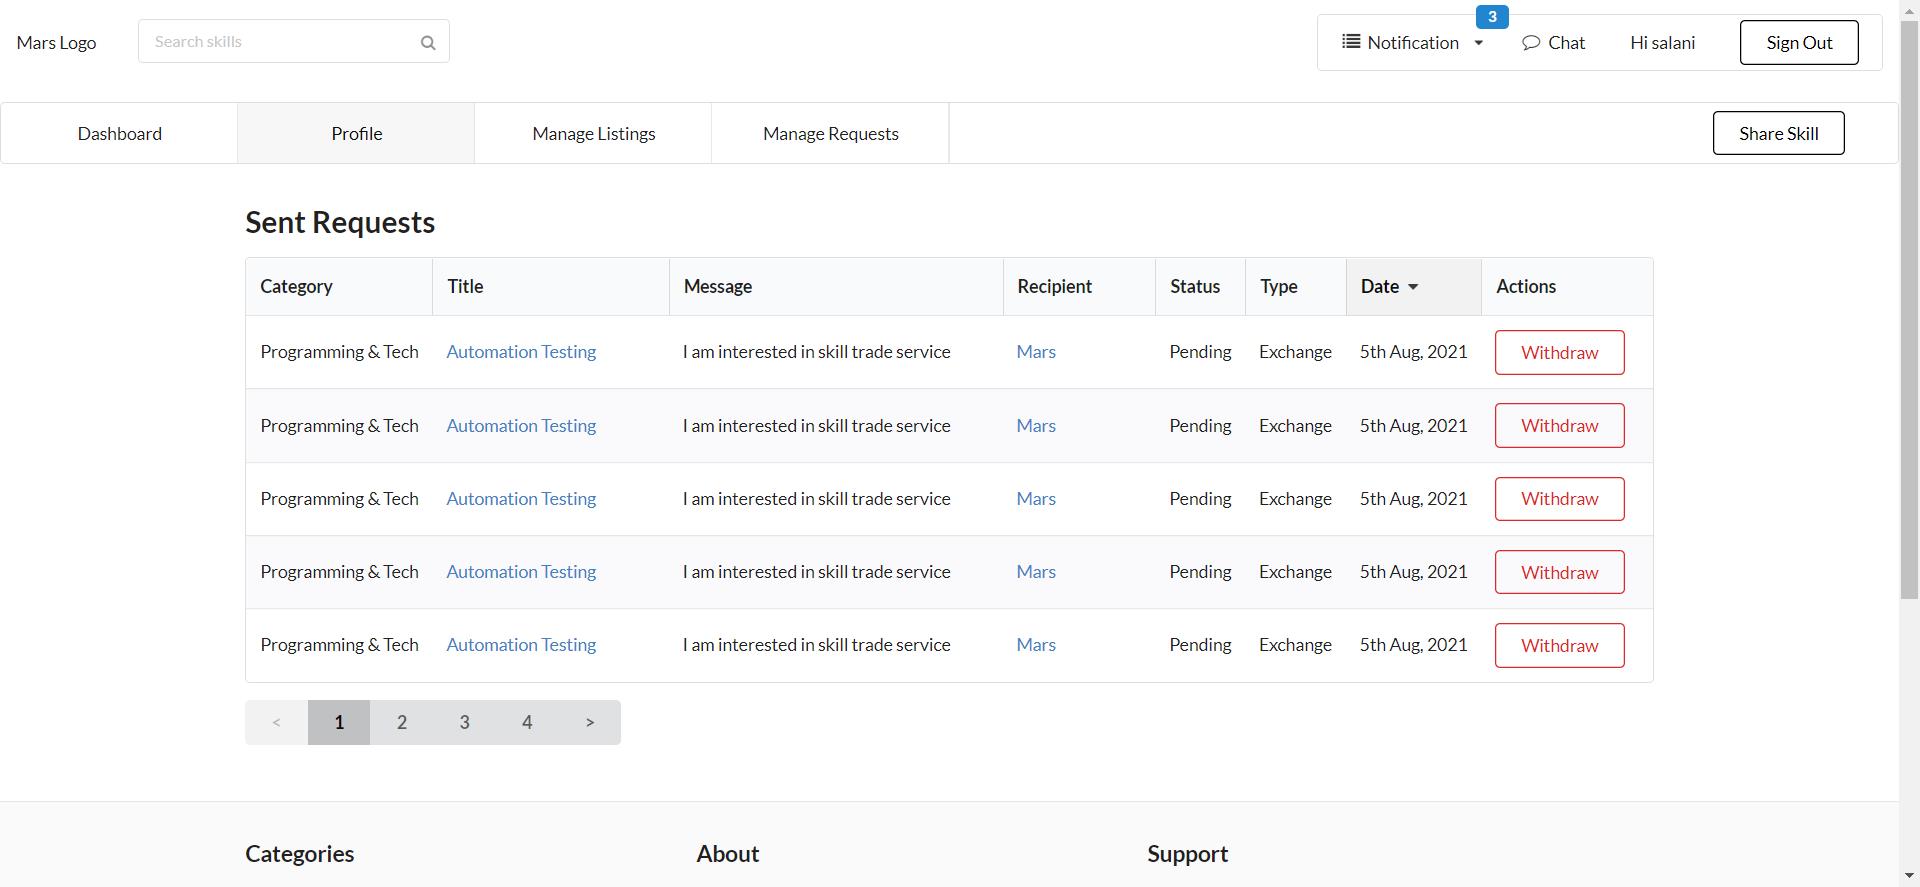 Mars Logo Search skills Notification 3 Chat Hi salani Sign Out
Dashboard Profile Manage Listings Manage Requests Share Skill
Sent Requests
Category Title Message Recipient Status Type Date Actions
Programming & Tech Automation Testing I am interested in skill trade service Mars Pending Exchange 5th Aug, 2021 Withdraw
Programming & Tech Automation Testing I am interested in skill trade service Mars Pending Exchange 5th Aug, 2021 Withdraw
Programming & Tech Automation Testing I am interested in skill trade service Mars Pending Exchange 5th Aug, 2021 Withdraw
Programming & Tech Automation Testing I am interested in skill trade service Mars Pending Exchange 5th Aug, 2021 Withdraw
Programming & Tech Automation Testing I am interested in skill trade service Mars Pending Exchange 5th Aug, 2021 Withdraw
< 1 2 3 4 >
Categories About Support